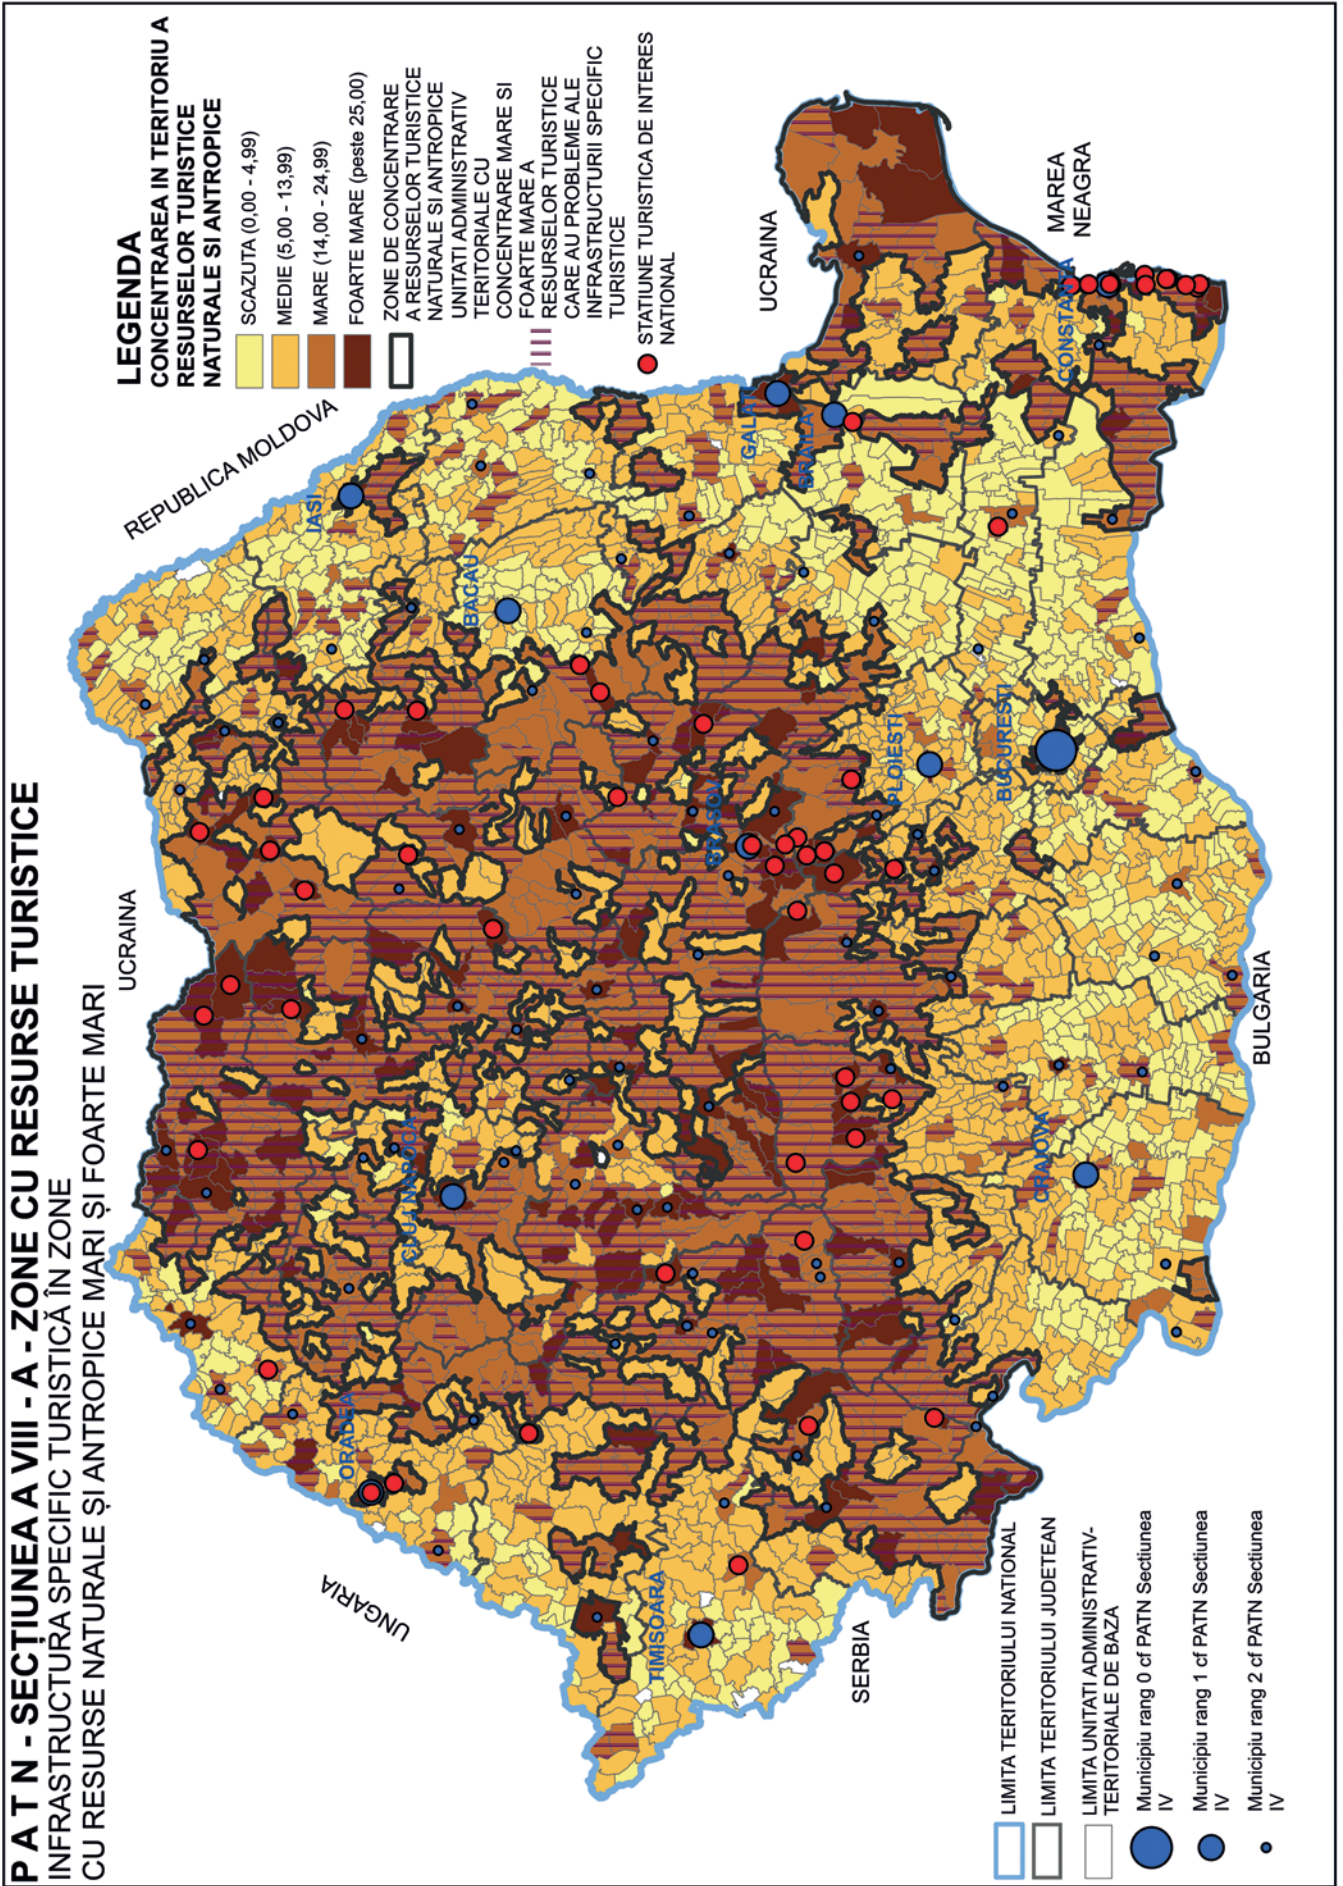 P A T N - SECȚIUNEA A VIII - A - ZONE CU RESURSE TURISTICE
INFRASTRUCTURA SPECIFIC TURISTICĂ ÎN ZONE
CU RESURSE NATURALE ȘI ANTROPICE MARI ȘI FOARTE MARI
LEGENDA
CONCENTRAREA IN TERITORIU A
RESURSELOR TURISTICE
NATURALE SI ANTROPICE
SCAZUTA (0,00 - 4,99)
MEDIE (5,00 - 13,99)
MARE (14,00 - 24,99)
FOARTE MARE (peste 25,00)
ZONE DE CONCENTRARE
A RESURSELOR TURISTICE
NATURALE SI ANTROPICE
UNITATI ADMINISTRATIV
TERITORIALE CU
CONCENTRARE MARE SI
FOARTE MARE A
RESURSELOR TURISTICE
CARE AU PROBLEME ALE
INFRASTRUCTURII SPECIFIC
TURISTICE
STATIUNE TURISTICA DE INTERES
NATIONAL
UCRAINA
REPUBLICA MOLDOVA
UCRAINA
MAREA
NEAGRA
UNGARIA
SERBIA
BULGARIA
IASI
BACAU
GALATI
BRAILA
CONSTANTA
PLOIESTI
BUCURESTI
BRASOV
CLUJ-NAPOCA
ORADEA
TIMISOARA
CRAIOVA
LIMITA TERITORIULUI NATIONAL
LIMITA TERITORIULUI JUDETEAN
LIMITA UNITATI ADMINISTRATIV-
TERITORIALE DE BAZA
Municipiu rang 0 of PATN Sectiunea
IV
Municipiu rang 1 of PATN Sectiunea
IV
Municipiu rang 2 of PATN Sectiunea
IV